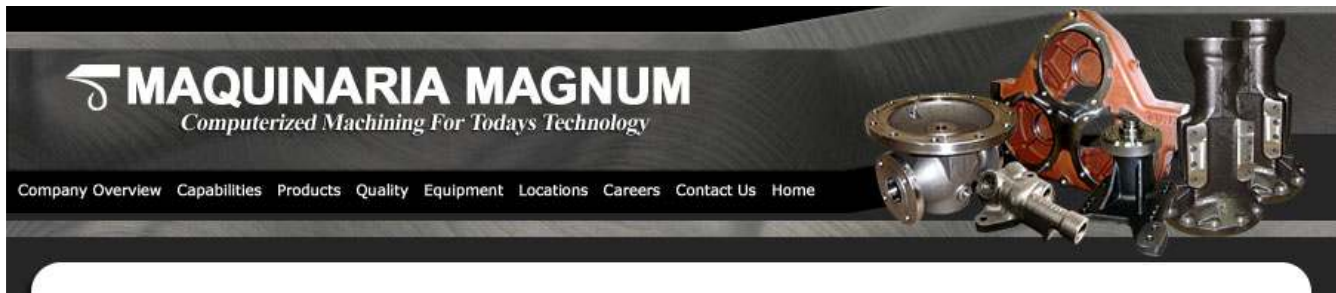 MAQUINARIA MAGNUM
Computerized Machining For Todays Technology
Company Overview Capabilities Products Quality Equipment Locations Careers Contact Us Home